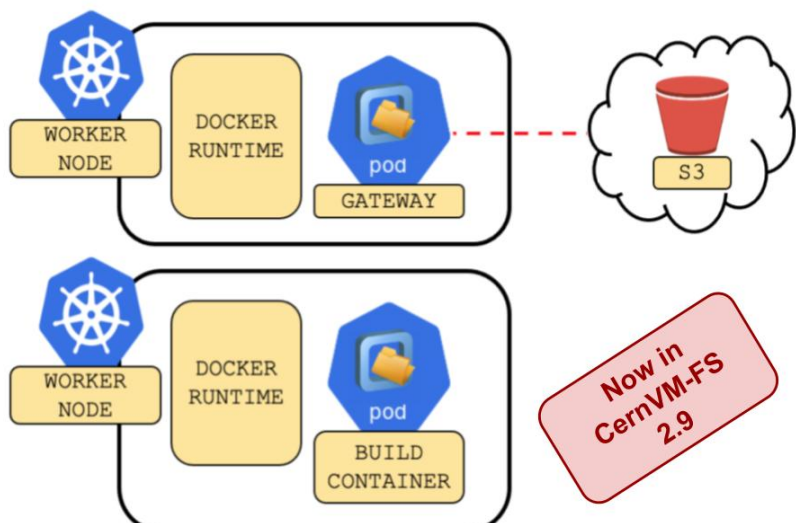 WORKER
NODE
DOCKER
RUNTIME
pod
GATEWAY
S3
WORKER
NODE
DOCKER
RUNTIME
pod
BUILD
CONTAINER
Now in
CernVM-FS
2.9